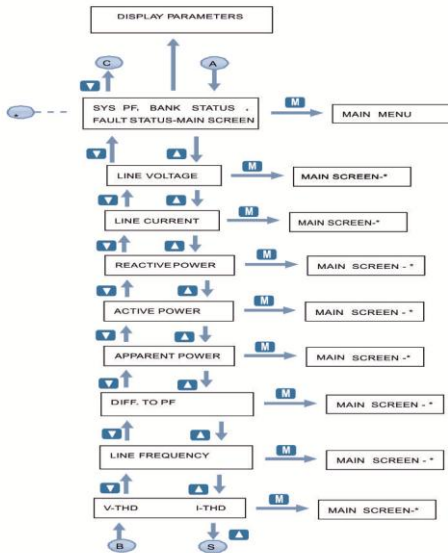 DISPLAY PARAMETERS
C
A
SYS PF, BANK STATUS .
FAULT STATUS-MAIN SCREEN
M
MAIN MENU
*
LINE VOLTAGE
M
MAIN SCREEN-*
LINE CURRENT
M
MAIN SCREEN-*
REACTIVE POWER
M
MAIN SCREEN - *
ACTIVE POWER
M
MAIN SCREEN - *
APPARENT POWER
M
MAIN SCREEN -*
DIFF. TO PF
M
MAIN SCREEN - *
LINE FREQUENCY
M
MAIN SCREEN - *
V-THD I-THD
M
MAIN SCREEN-*
B
S